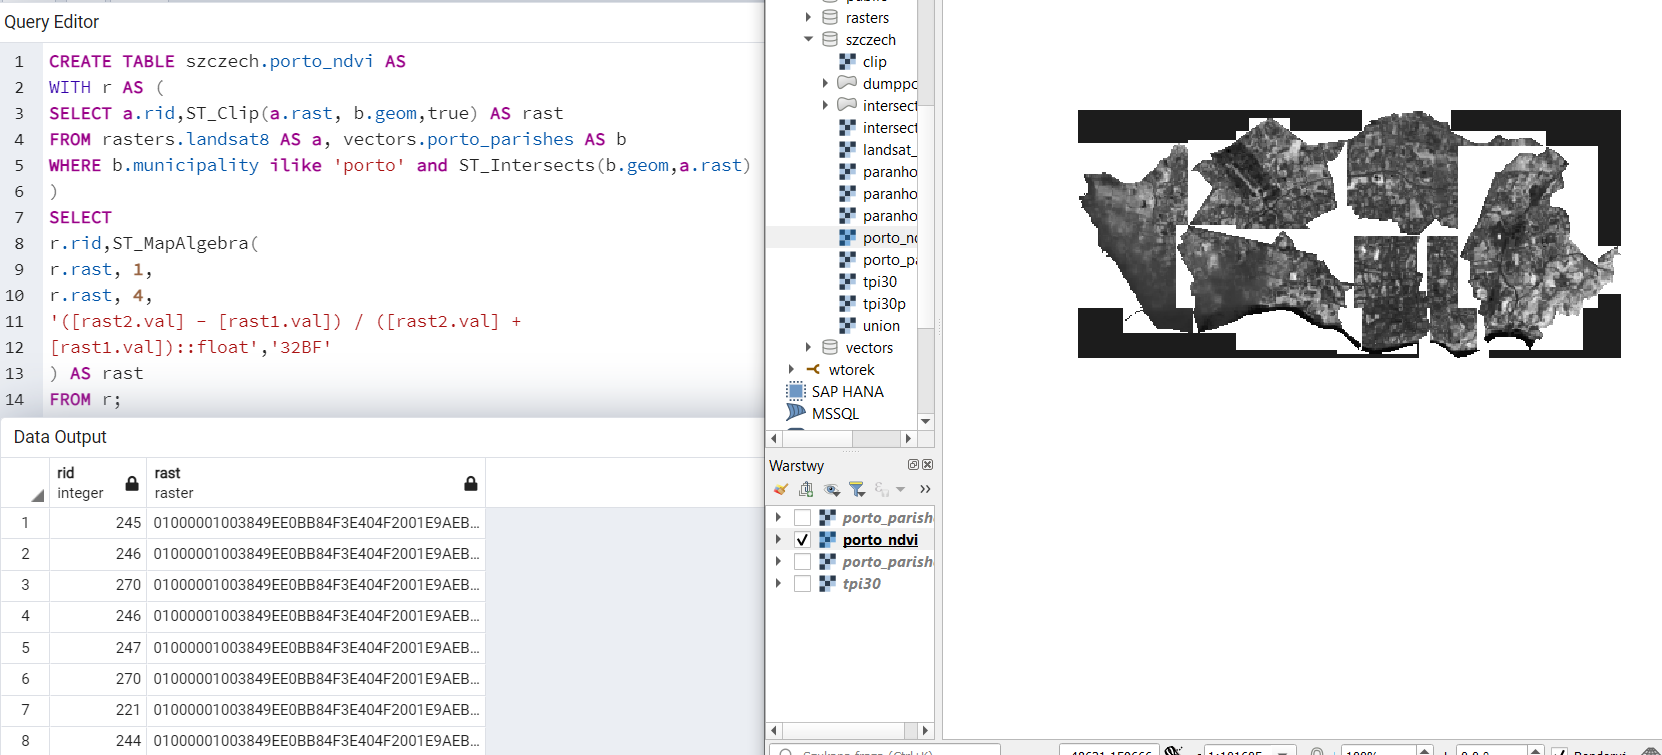 Query Editor
1 CREATE TABLE szczech.porto_ndvi AS
2 WITH r AS (
3 SELECT a.rid,ST_Clip(a.rast, b.geom,true) AS rast
4 FROM rasters.landsat8 AS a, vectors.porto_parishes AS b
5 WHERE b.municipality ilike 'porto' and ST_Intersects(b.geom,a.rast)
6 )
7 SELECT
8 r.rid,ST_MapAlgebra(
9 r.rast, 1,
10 r.rast, 4,
11 '([rast2.val] - [rast1.val]) / ([rast2.val] +
12 [rast1.val])::float','32BF'
13 ) AS rast
14 FROM r;
Data Output
rid
integer
rast
raster
1 245 01000001003849EE0BB84F3E404F2001E9AEB...
2 246 01000001003849EE0BB84F3E404F2001E9AEB...
3 270 01000001003849EE0BB84F3E404F2001E9AEB...
4 246 01000001003849EE0BB84F3E404F2001E9AEB...
5 247 01000001003849EE0BB84F3E404F2001E9AEB...
6 270 01000001003849EE0BB84F3E404F2001E9AEB...
7 221 01000001003849EE0BB84F3E404F2001E9AEB...
8 244 01000001003849EE0BB84F3E404F2001E9AEB...
rasters
szczech
clip
dumppo
intersect
intersect
landsat_
paranho
paranho
paranho
porto_nd
porto_pa
tpi30
tpi30p
union
vectors
wtorek
SAP HANA
MSSQL
Warstwy
porto_parish
porto_ndvi
porto_parish
tpi30